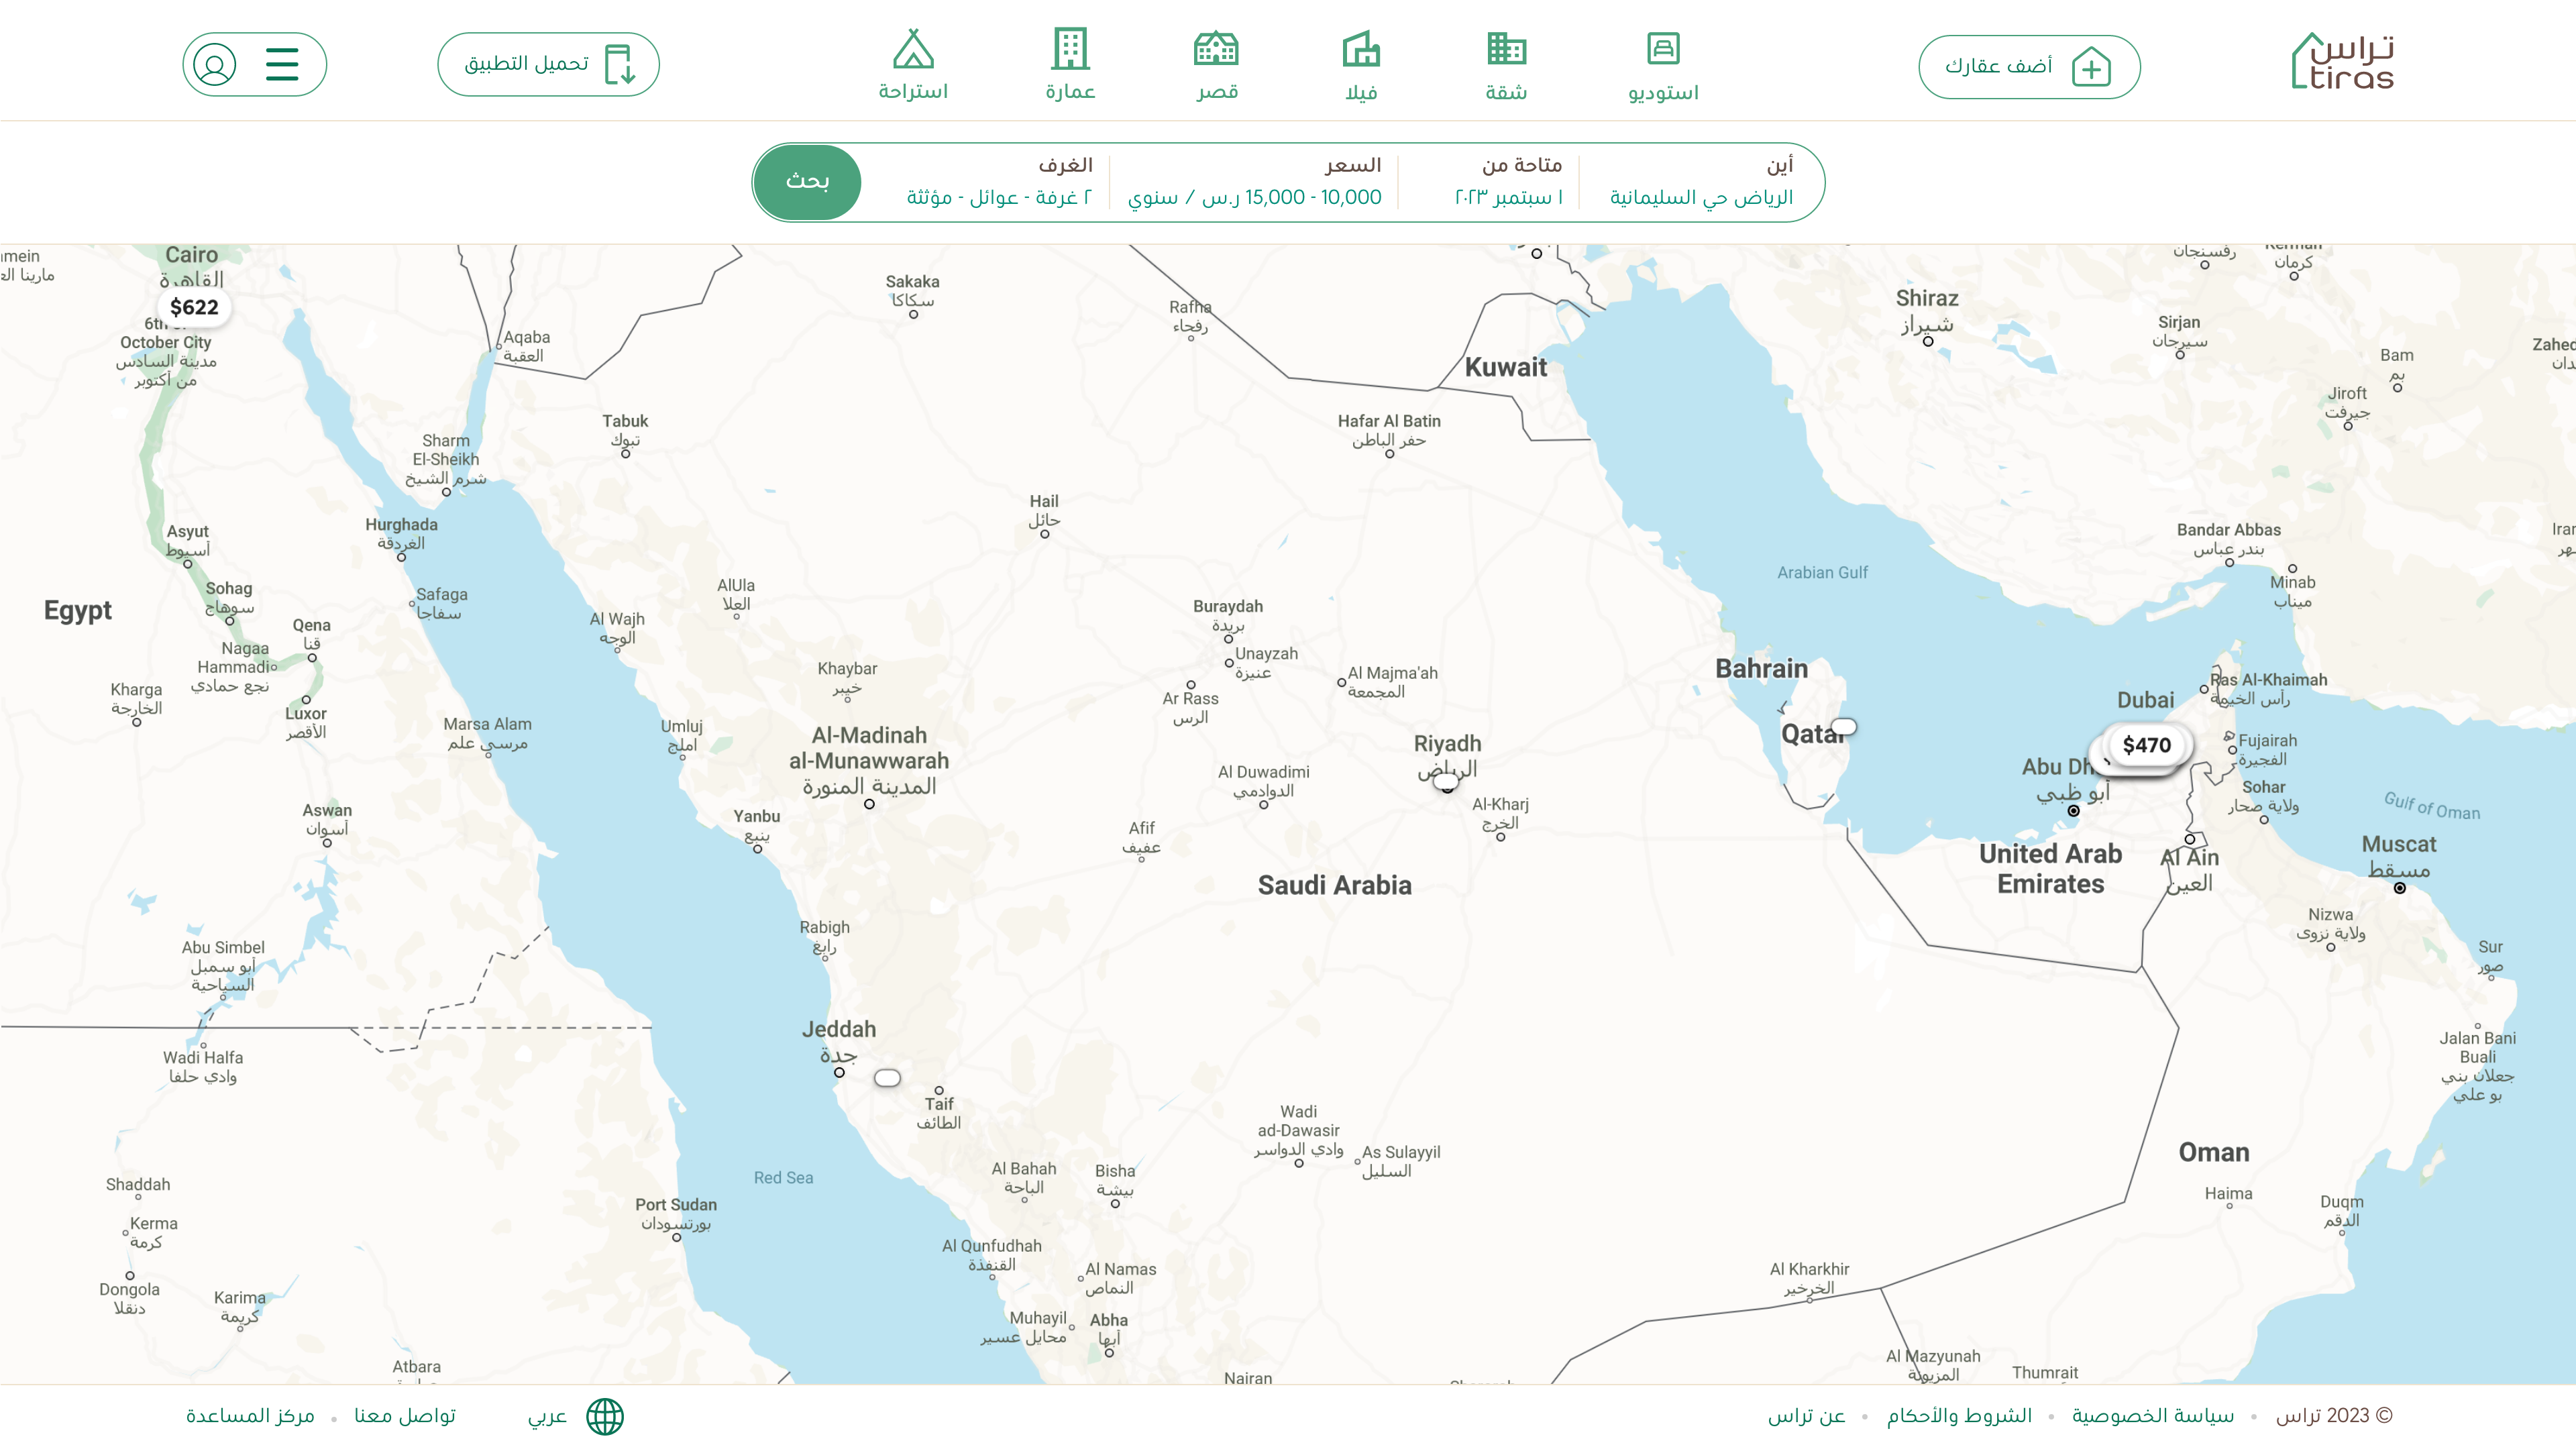 تراس
tiras
أضف عقارك
استوديو
شقة
فيلا
قصر
عمارة
استراحة
تحميل التطبيق
أين
الرياض حي السليمانية
متاحة من
١ سبتمبر ٢٠٢٣
السعر
10,000 - 15,000 ر.س / سنوي
الغرف
٢ غرفة - عوائل - مؤثثة
بحث
Cairo
القاهرة
$622
October City
مدينة السادس
من أكتوبر
Aqaba
العقبة
Sakaka
سكاكا
Rafha
رفحاء
Kuwait
Shiraz
شیراز
رفسنجان
Kerman
كرمان
Sirjan
سیرجان
Bam
بم
Jiroft
جیرفت
Tabuk
تبوك
Hafar Al Batin
حفر الباطن
Sharm
El-Sheikh
شرم الشيخ
Hail
حائل
Hurghada
الغردقة
Asyut
أسيوط
Bandar Abbas
بندر عباس
Minab
میناب
Arabian Gulf
Sohag
سوهاج
Safaga
سفاجا
AlUla
العلا
Egypt
Al Wajh
الوجه
Buraydah
بريدة
Qena
قنا
Nagaa
Hammadi
نجع حمادي
Unayzah
عنيزة
Khaybar
خيبر
Al Majma'ah
المجمعة
Bahrain
Ras Al-Khaimah
رأس الخيمة
Kharga
الخارجة
Ar Rass
الرس
Dubai
Luxor
الأقصر
Marsa Alam
مرسى علم
Umluj
املج
Al-Madinah
al-Munawwarah
المدينة المنورة
Riyadh
الرياض
Qatar
$470
Fujairah
الفجيرة
Al Duwadimi
الدوادمي
Abu Dh
أبو ظبي
Sohar
ولاية صحار
Gulf of Oman
Al-Kharj
الخرج
Aswan
أسوان
Yanbu
ينبع
Afif
عفيف
Muscat
مسقط
United Arab
Emirates
Al Ain
العين
Saudi Arabia
Nizwa
ولاية نزوى
Rabigh
رابغ
Abu Simbel
أبو سمبل
السياحية
Sur
صور
Jeddah
جدة
Wadi Halfa
وادي حلفا
Jalan Bani
Buali
جعلان بني
بو علي
Taif
الطائف
Wadi
ad-Dawasir
وادي الدواسر
As Sulayyil
السليل
Oman
Red Sea
Al Bahah
الباحة
Bisha
بيشة
Shaddah
Haima
Port Sudan
بورتسودان
Duqm
الدقم
Kerma
كرمة
Al Qunfudhah
القنفذة
Al Namas
النماص
Al Kharkhir
الخرخير
Dongola
دنقلا
Karima
كريمة
Muhayil
محايل عسير
Abha
أبها
Atbara
Al Mazyunah
المزيونة
Thumrait
© 2023 تراس
سياسة الخصوصية
الشروط والأحكام
عن تراس
عربي
تواصل معنا
مركز المساعدة